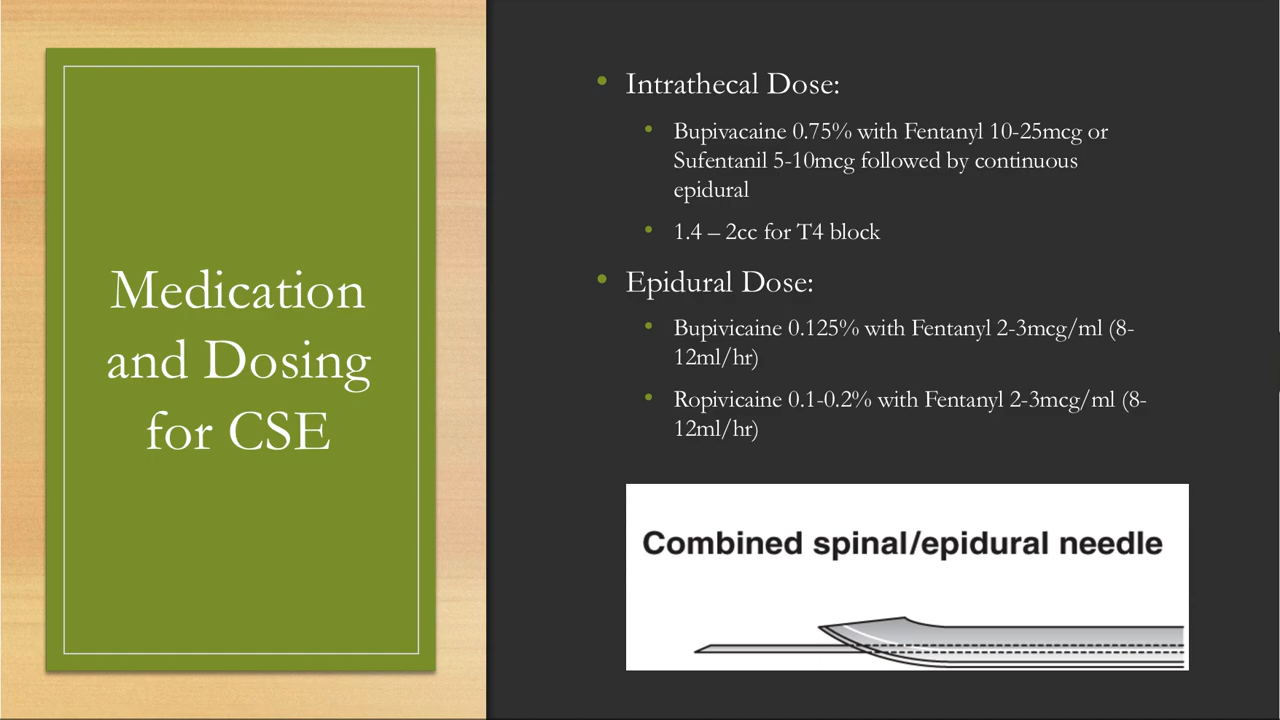 Medication
and Dosing
for CSE
• Intrathecal Dose:
• Bupivacaine 0.75% with Fentanyl 10-25mcg or
Sufentanil 5-10mcg followed by continuous
epidural
• 1.4 – 2cc for T4 block
• Epidural Dose:
• Bupivicaine 0.125% with Fentanyl 2-3mcg/ml (8-
12ml/hr)
• Ropivicaine 0.1-0.2% with Fentanyl 2-3mcg/ml (8-
12ml/hr)
Combined spinal/epidural needle